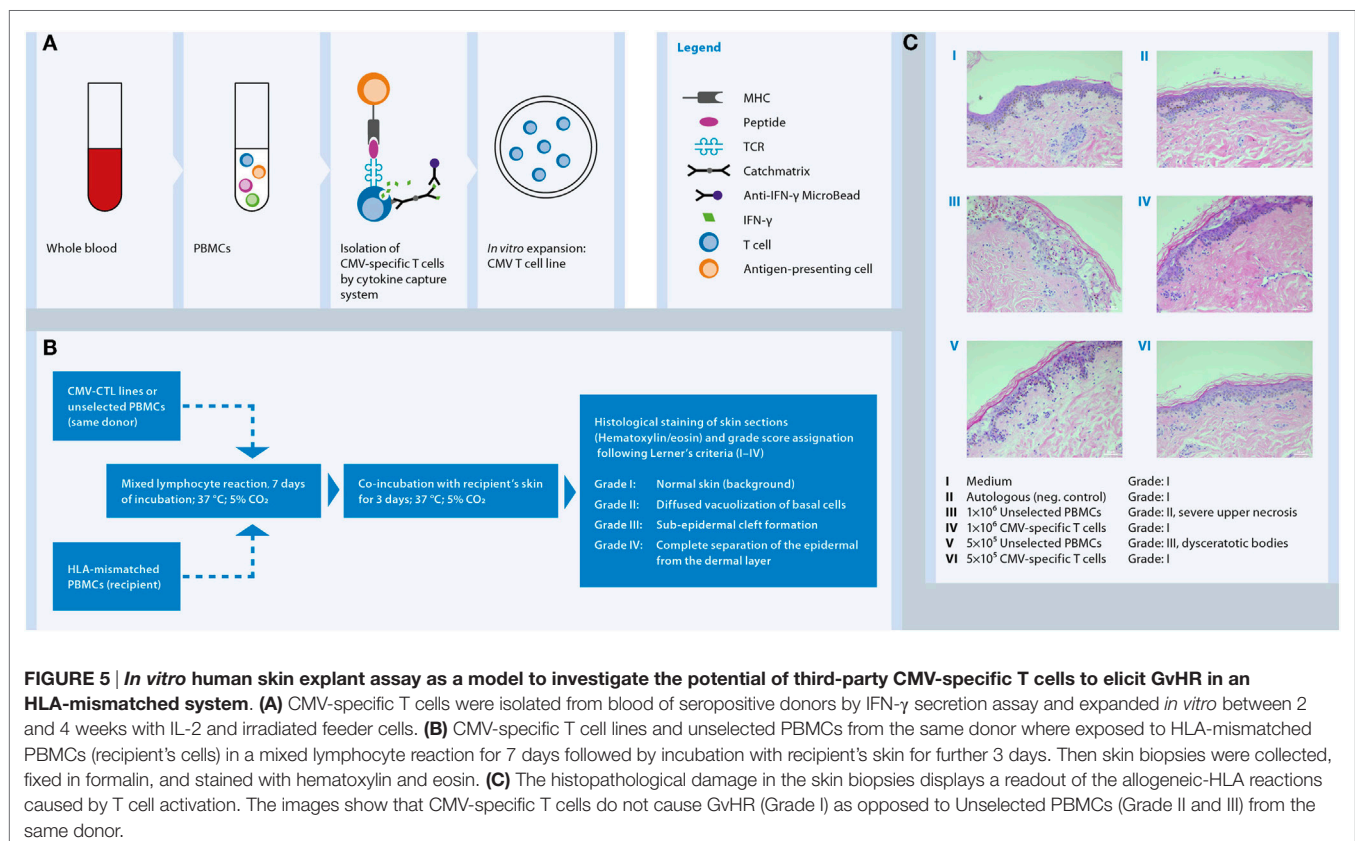 A
Whole blood
PBMCs
Isolation of
CMV-specific T cells
by cytokine capture
system
In vitro expansion:
CMV T cell line
Legend
MHC
Peptide
TCR
Catchmatrix
Anti-IFN-γ MicroBead
IFN-γ
T cell
Antigen-presenting cell
B
CMV-CTL lines or
unselected PBMCs
(same donor)
Mixed lymphocyte reaction. 7 days
of incubation; 37 °C; 5% CO₂
HLA-mismatched
PBMCs (recipient)
Co-incubation with recipient's skin
for 3 days; 37 °C; 5% CO₂
Histological staining of skin sections
(Hematoxylin/eosin) and grade score assignation
following Lerner's criteria (I–IV)
Grade I: Normal skin (background)
Grade II: Diffused vacuolization of basal cells
Grade III: Sub-epidermal cleft formation
Grade IV: Complete separation of the epidermal
from the dermal layer
C
I
II
III
IV
V
VI
I Medium Grade: I
II Autologous (neg. control) Grade: I
III 1×10⁶ Unselected PBMCs Grade: II, severe upper necrosis
IV 1×10⁶ CMV-specific T cells Grade: I
V 5×10⁵ Unselected PBMCs Grade: III, dysceratotic bodies
VI 5×10⁵ CMV-specific T cells Grade: I
FIGURE 5 | In vitro human skin explant assay as a model to investigate the potential of third-party CMV-specific T cells to elicit GvHR in an
HLA-mismatched system. (A) CMV-specific T cells were isolated from blood of seropositive donors by IFN-γ secretion assay and expanded in vitro between 2
and 4 weeks with IL-2 and irradiated feeder cells. (B) CMV-specific T cell lines and unselected PBMCs from the same donor where exposed to HLA-mismatched
PBMCs (recipient's cells) in a mixed lymphocyte reaction for 7 days followed by incubation with recipient's skin for further 3 days. Then skin biopsies were collected,
fixed in formalin, and stained with hematoxylin and eosin. (C) The histopathological damage in the skin biopsies displays a readout of the allogeneic-HLA reactions
caused by T cell activation. The images show that CMV-specific T cells do not cause GvHR (Grade I) as opposed to Unselected PBMCs (Grade II and III) from the
same donor.